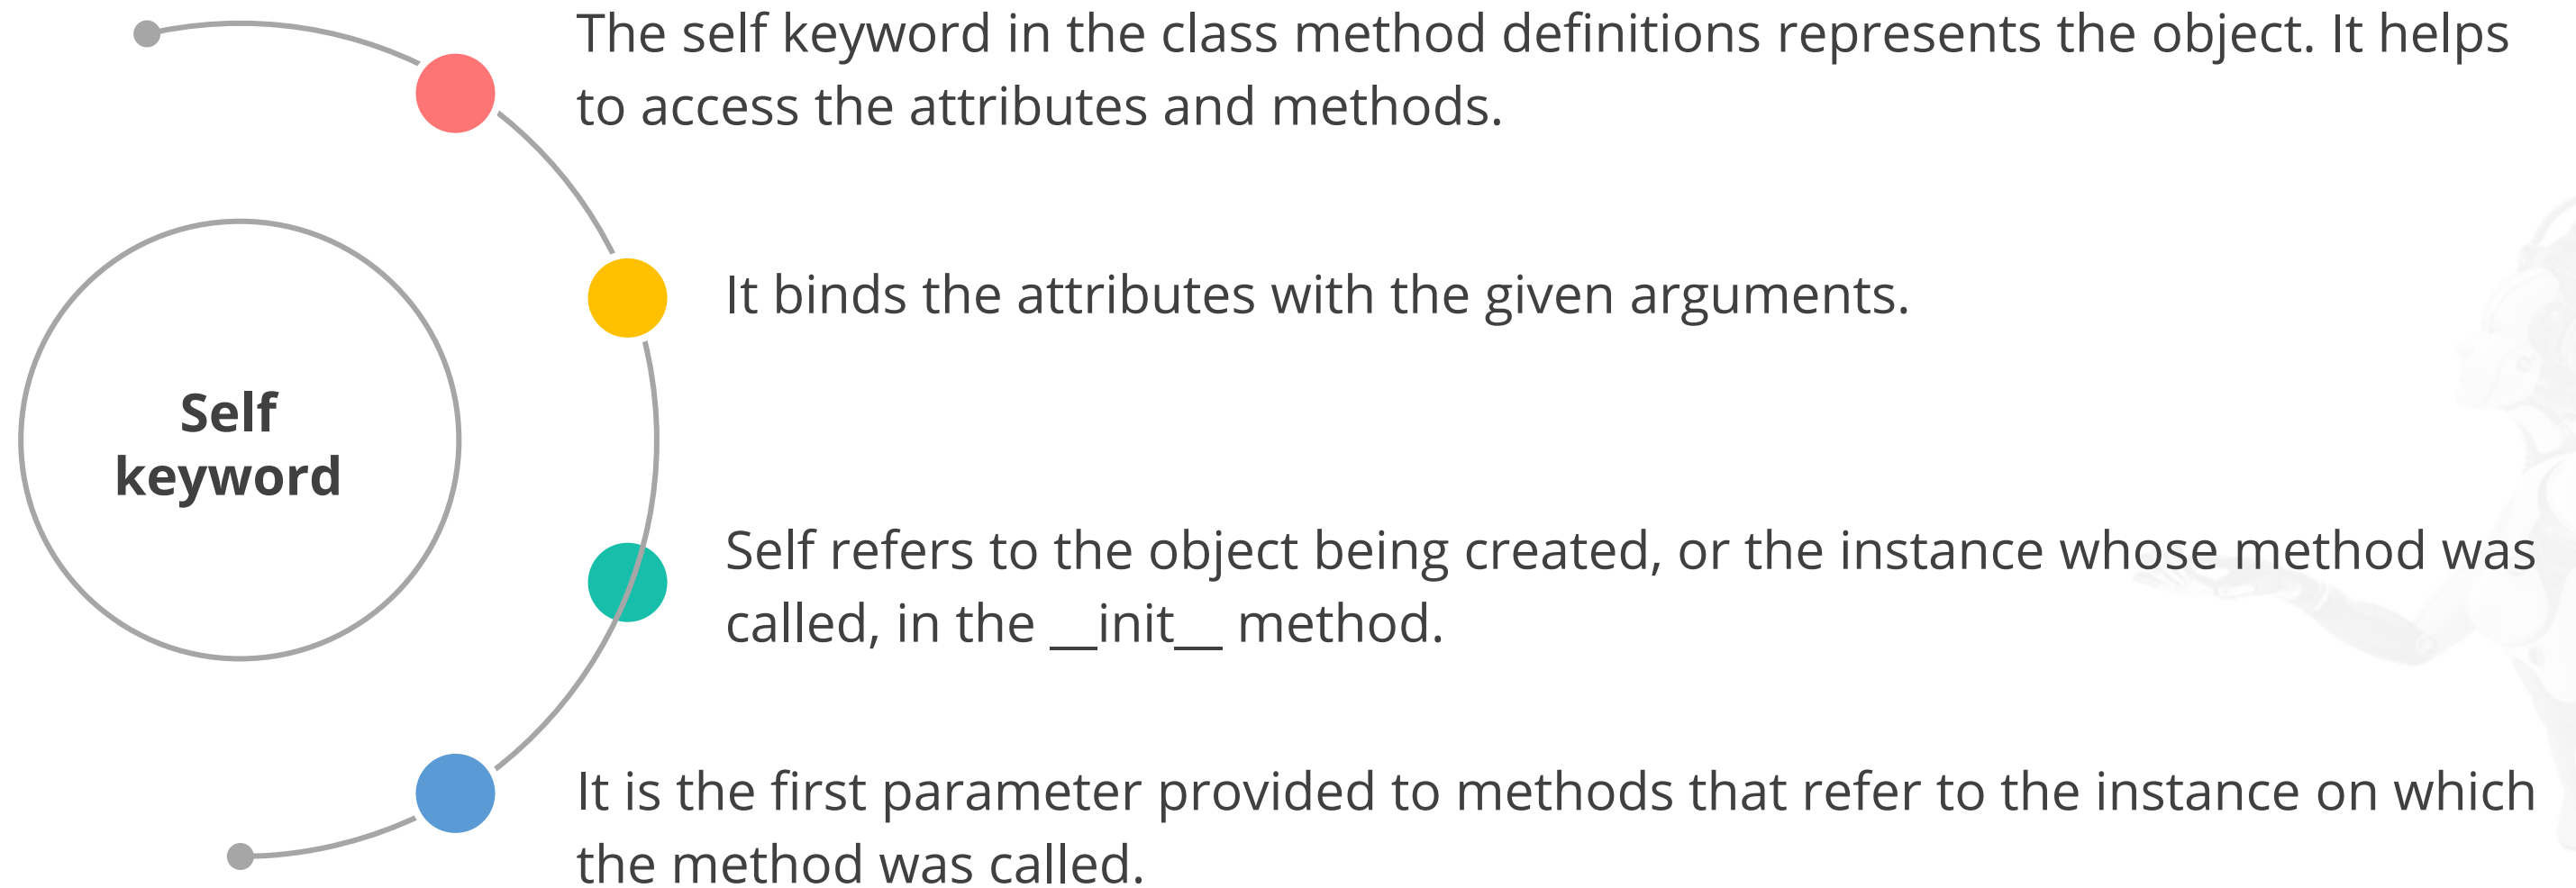 The self keyword in the class method definitions represents the object. It helps
to access the attributes and methods.
It binds the attributes with the given arguments.
Self
keyword
Self refers to the object being created, or the instance whose method was
called, in the __init__ method.
It is the first parameter provided to methods that refer to the instance on which
the method was called.